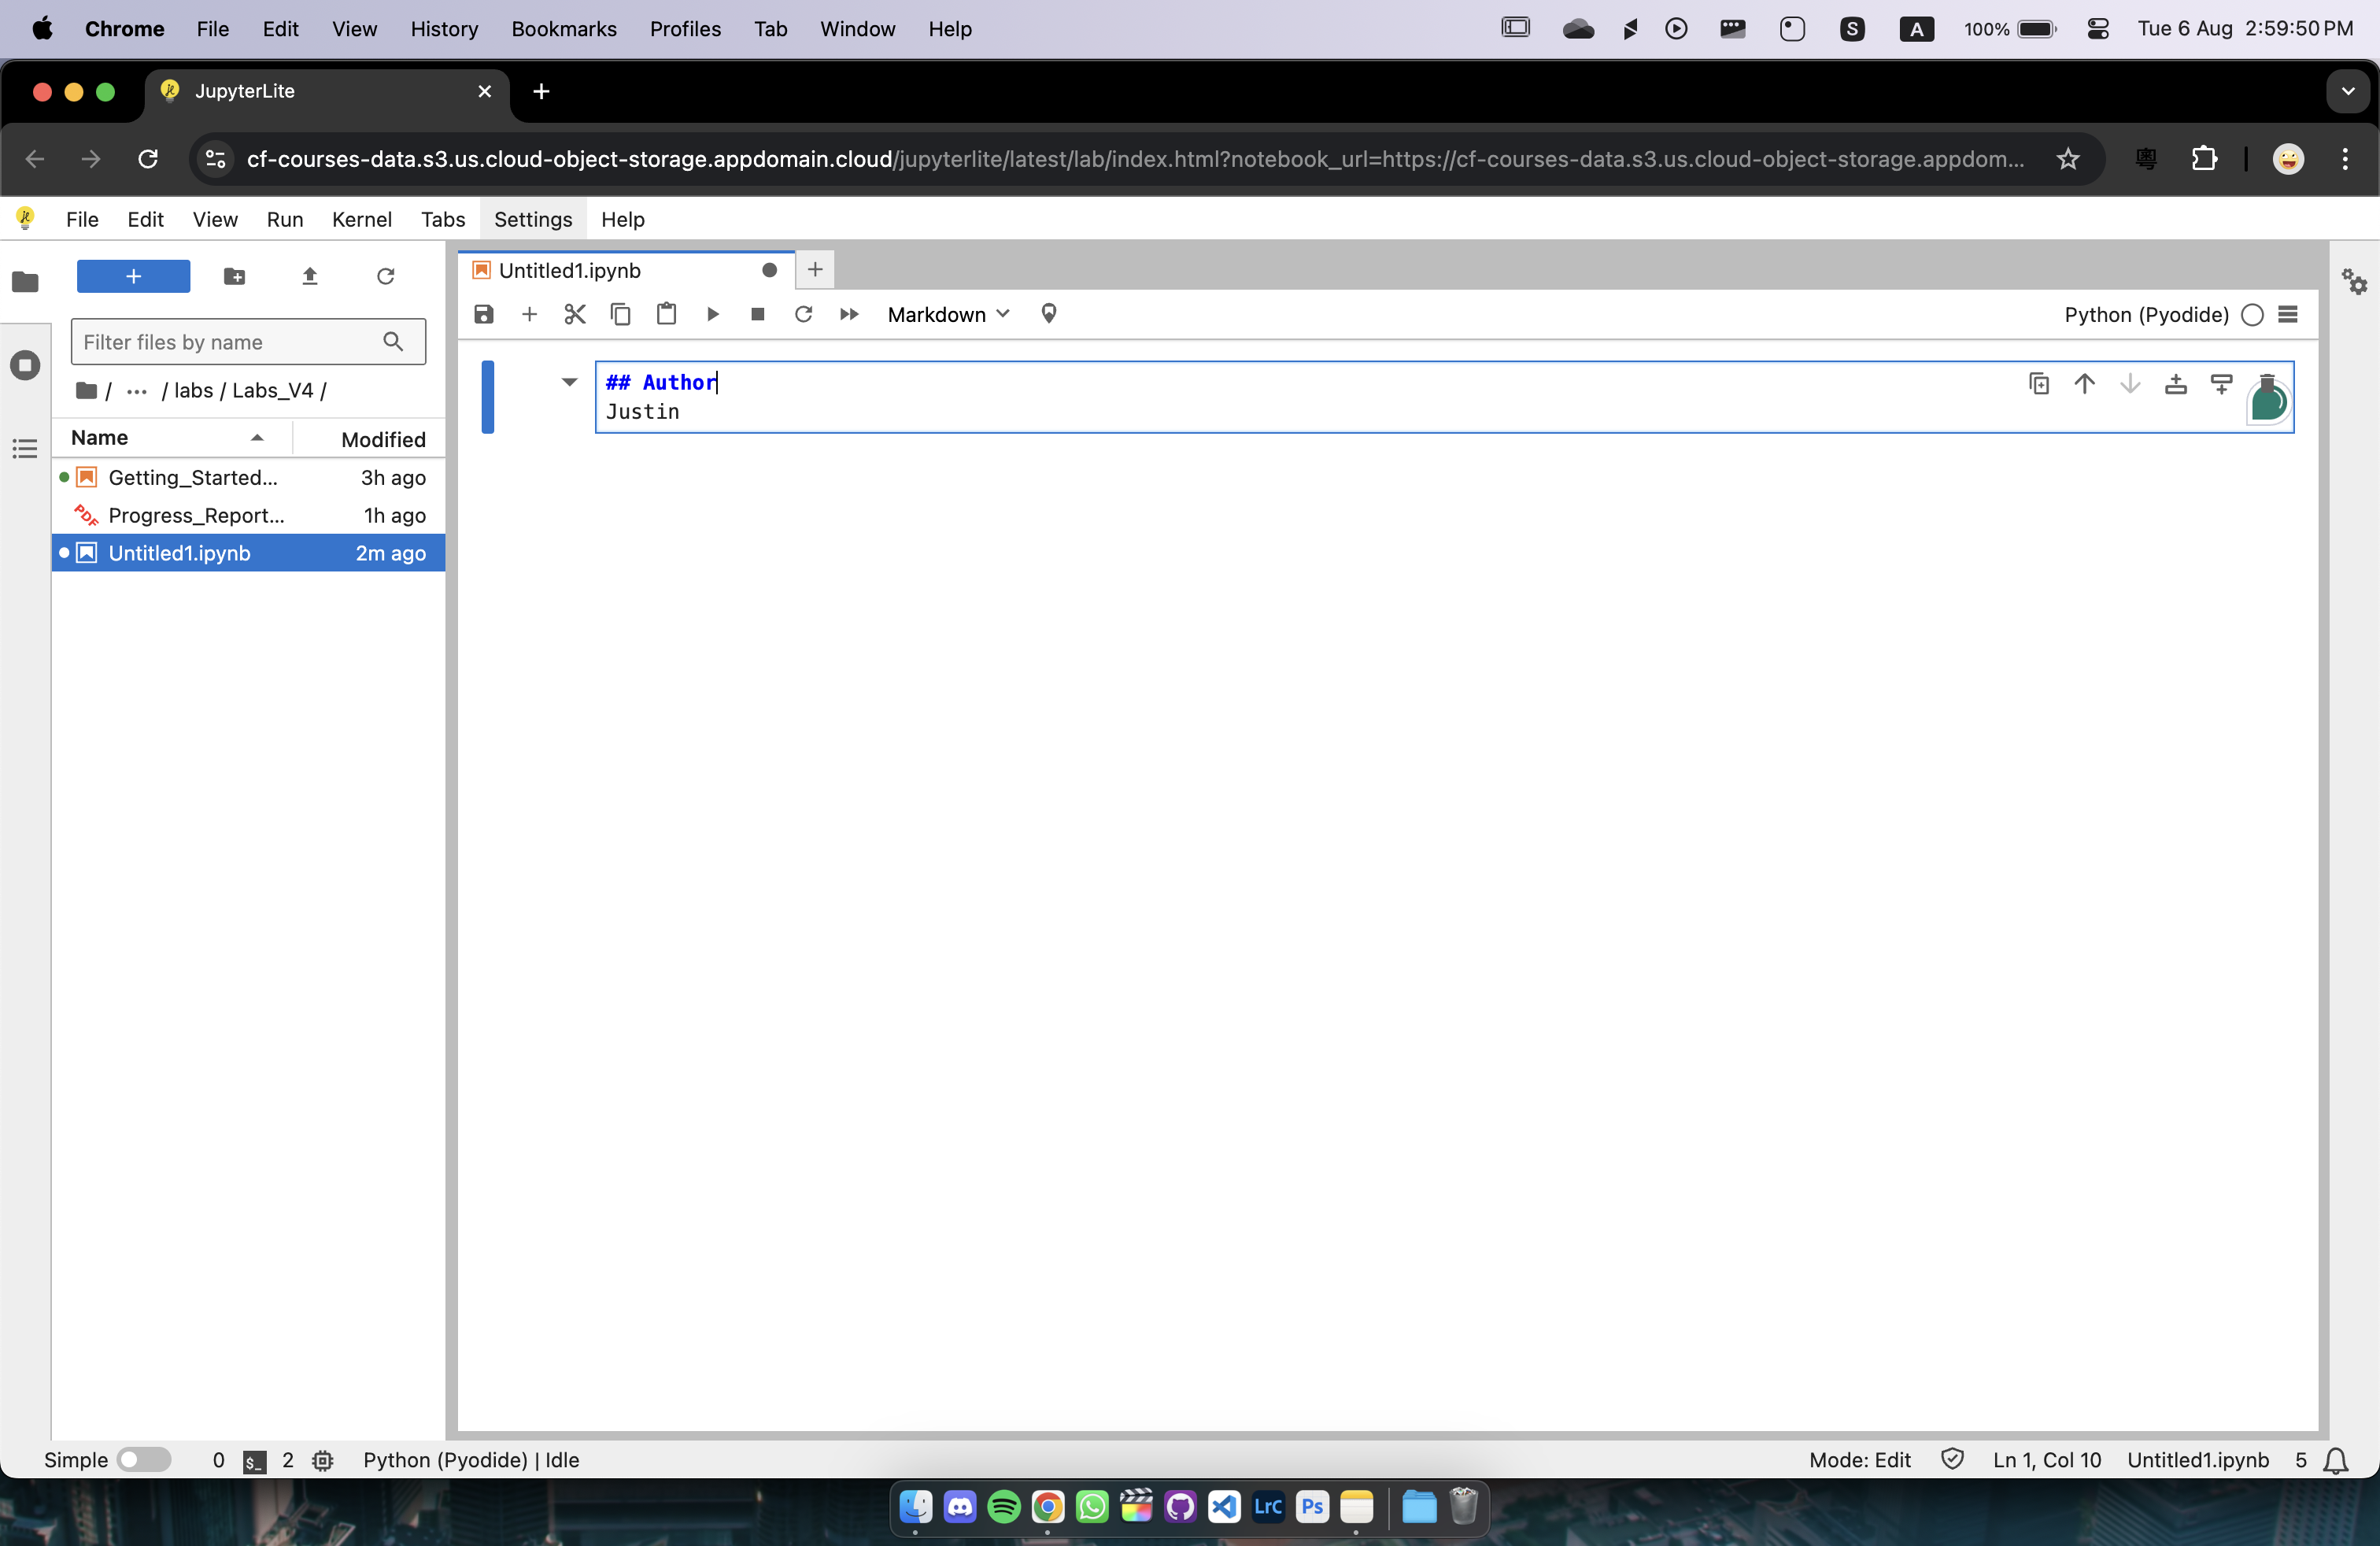 Chrome File Edit View History Bookmarks Profiles Tab Window Help S A 100% Tue 6 Aug 2:59:50 PM
JupyterLite
cf-courses-data.s3.us.cloud-object-storage.appdomain.cloud/jupyterlite/latest/lab/index.html?notebook_url=https://cf-courses-data.s3.us.cloud-object-storage.appdom... 粵
File Edit View Run Kernel Tabs Settings Help
Untitled1.ipynb
Markdown Python (Pyodide)
Filter files by name
/ ... / labs / Labs_V4 /
Name Modified
Getting_Started... 3h ago
PDF Progress_Report... 1h ago
Untitled1.ipynb 2m ago
## Author
Justin
Simple 0 $_ 2 Python (Pyodide) | Idle Mode: Edit Ln 1, Col 10 Untitled1.ipynb 5
LrC Ps